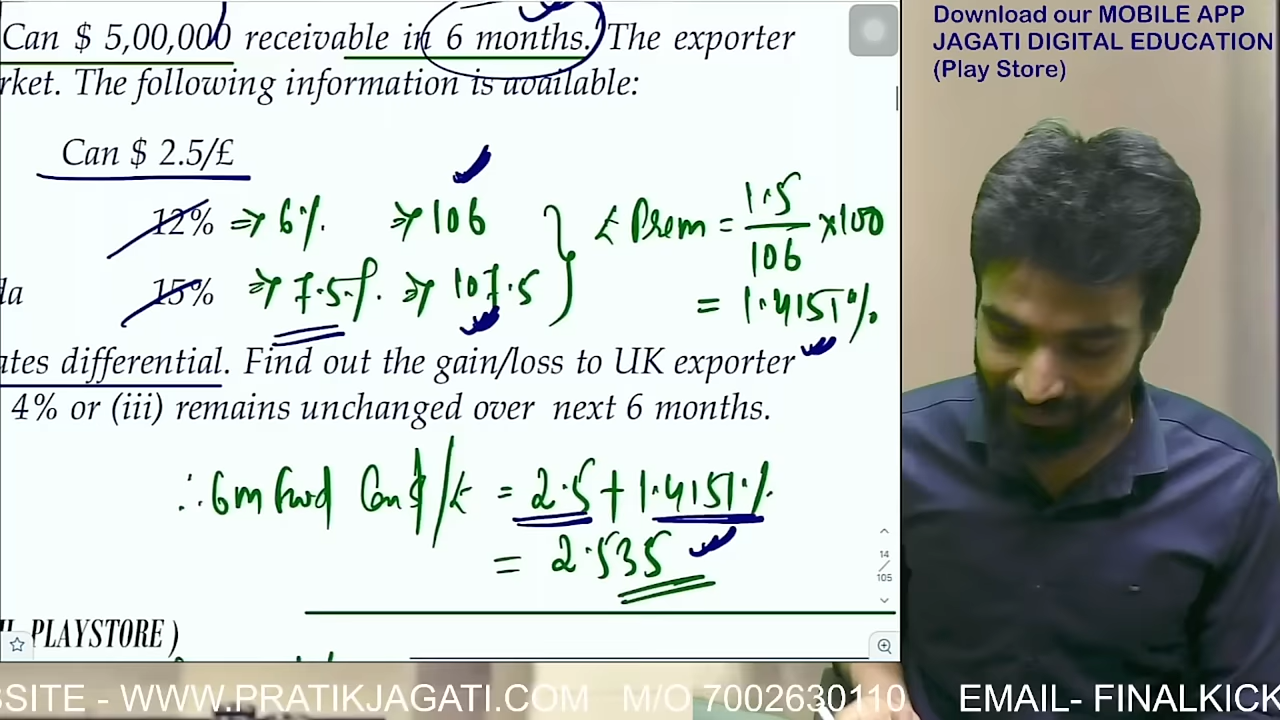 Can $ 5,00,000 receivable in 6 months. The exporter
rket. The following information is available:
Can $ 2.5/£
12% ⇒ 6% ⇒ 106
da 15% ⇒ 7.5% ⇒ 107.5
£ Prem = 1.5/106 ×100
= 1.4151%
ates differential. Find out the gain/loss to UK exporter
4% or (iii) remains unchanged over next 6 months.
∴ 6m Fwd Can$/£ = 2.5 + 1.4151%
= 2.535
14
/
105
PLAYSTORE )
Download our MOBILE APP
JAGATI DIGITAL EDUCATION
(Play Store)
SSITE - WWW.PRATIKJAGATI.COM M/O 7002630110 EMAIL- FINALKICK